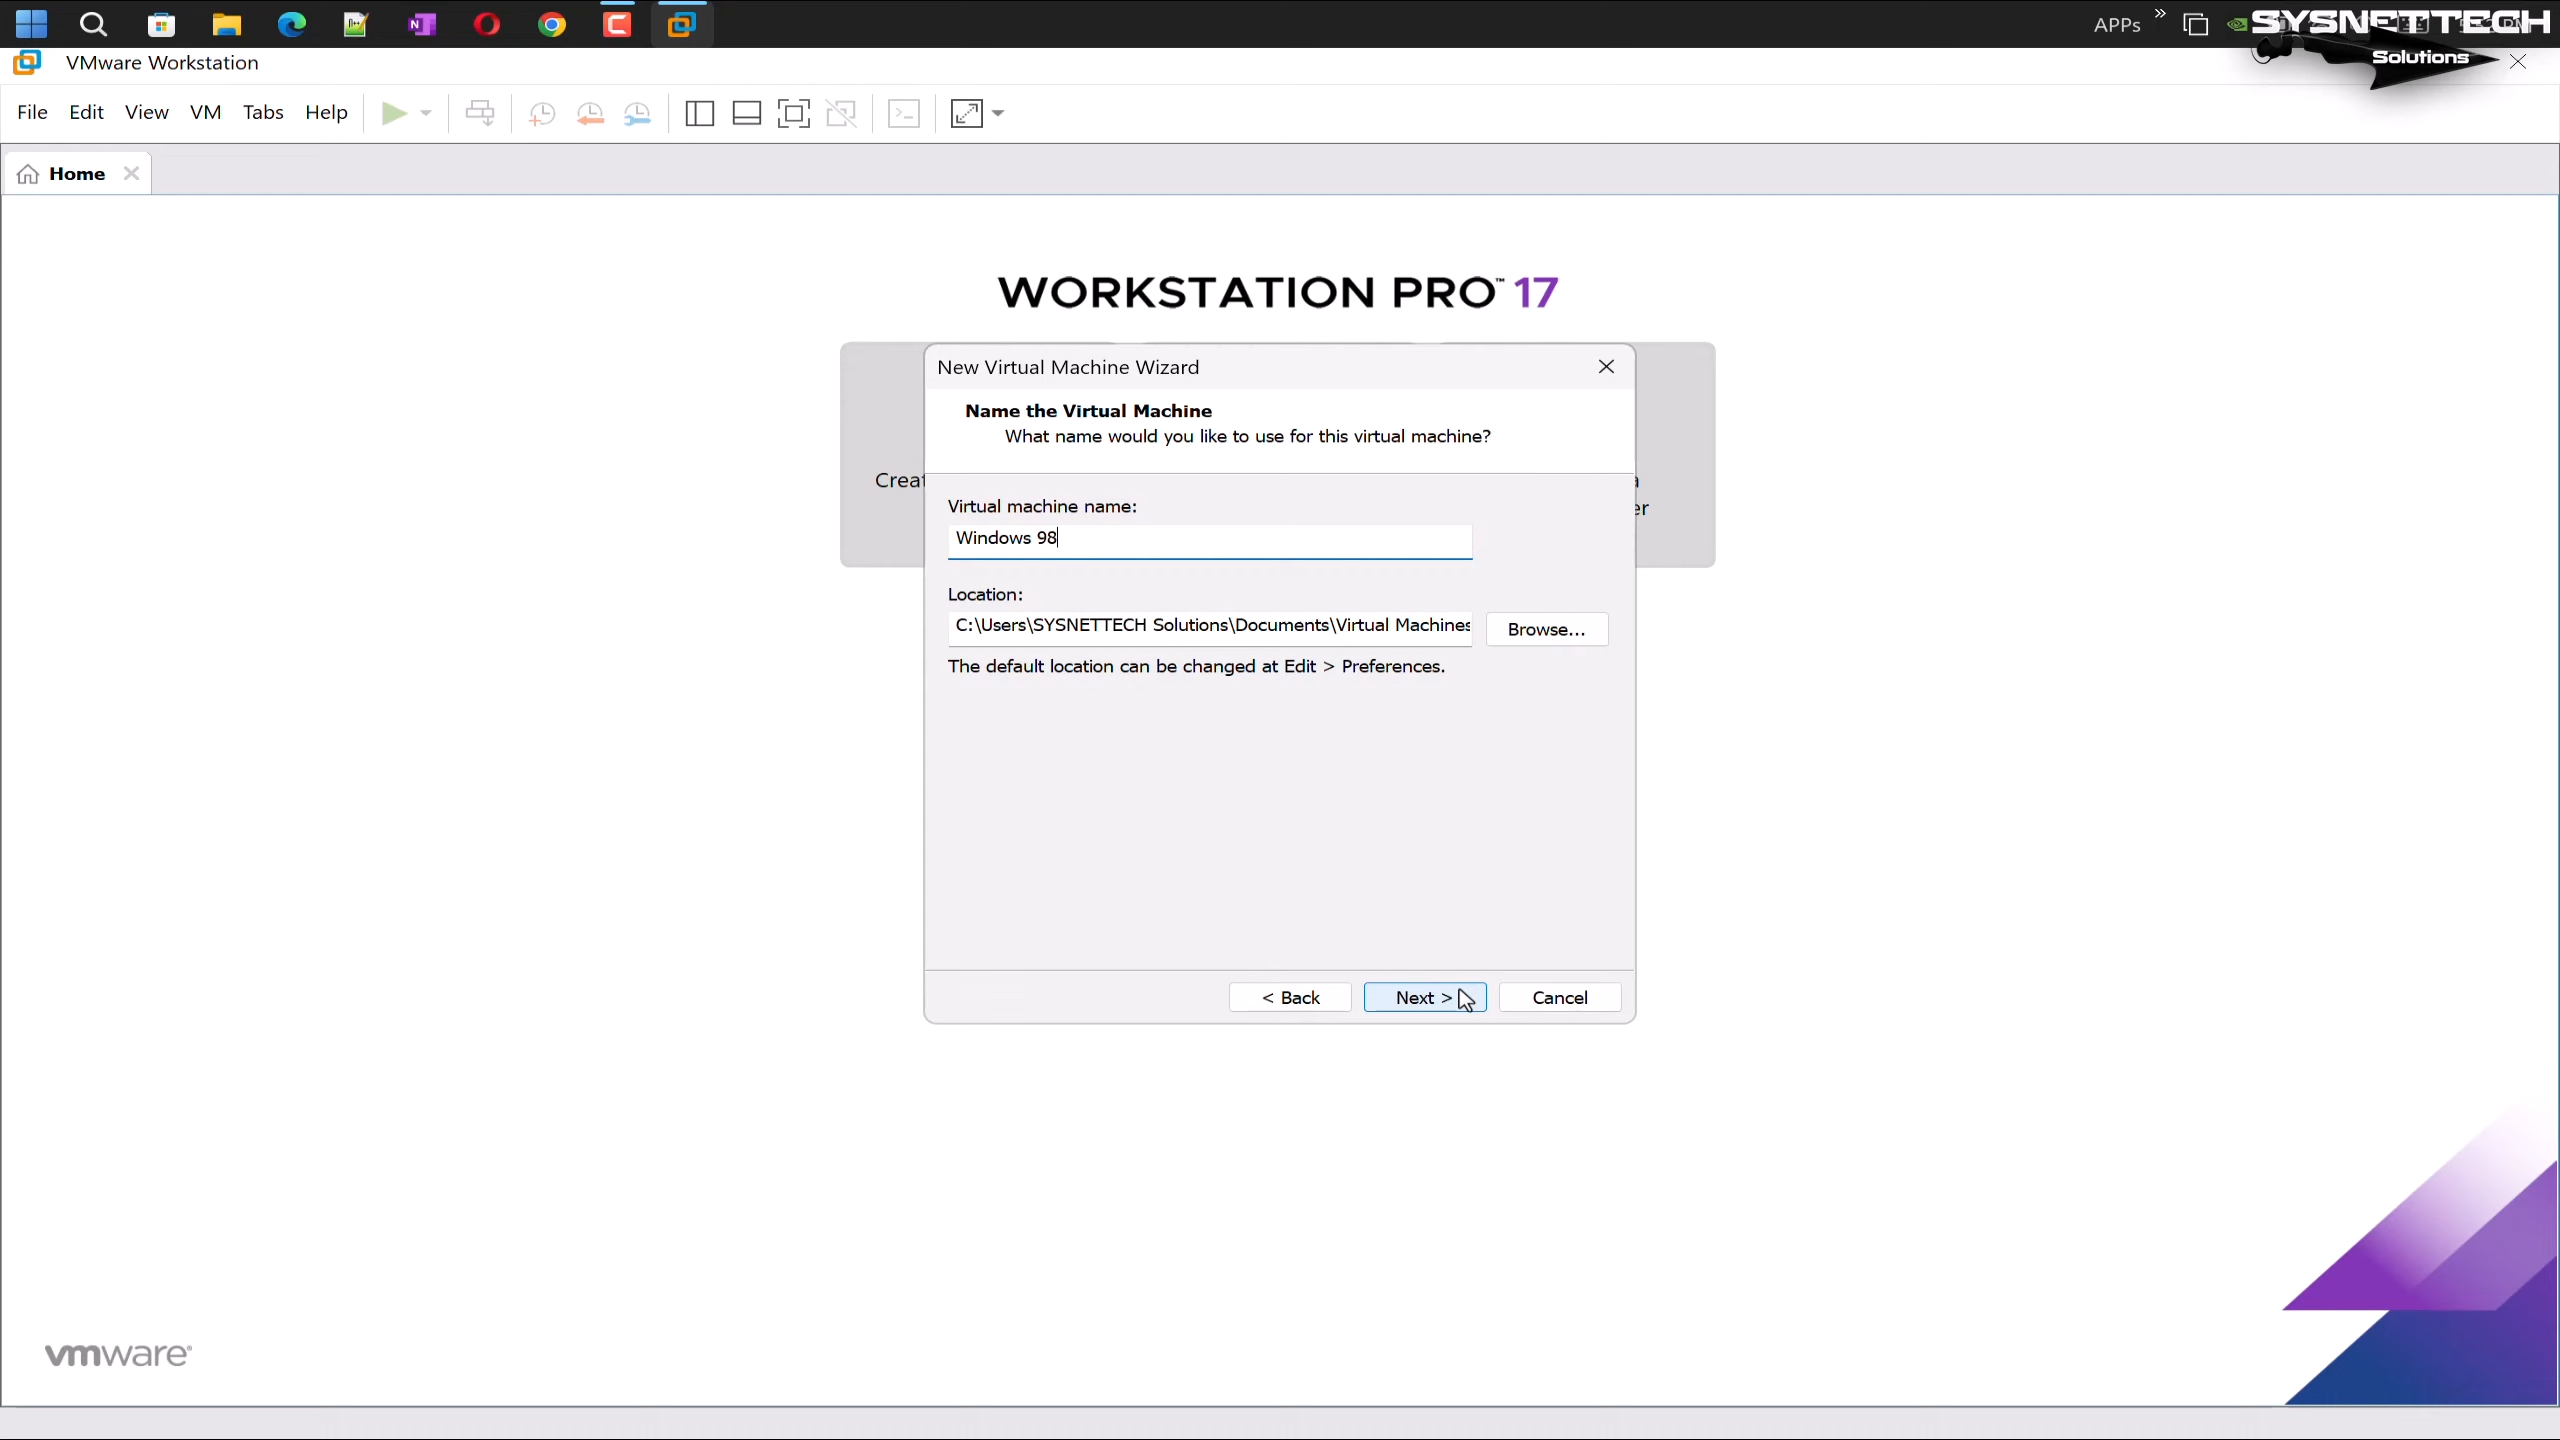 APPs
SYSNETTECH
Solutions
VMware Workstation
File Edit View VM Tabs Help
Home
WORKSTATION PRO™ 17
New Virtual Machine Wizard
Name the Virtual Machine
What name would you like to use for this virtual machine?
Virtual machine name:
Windows 98
Location:
C:\Users\SYSNETTECH Solutions\Documents\Virtual Machines
Browse...
The default location can be changed at Edit > Preferences.
< Back Next > Cancel
vmware®